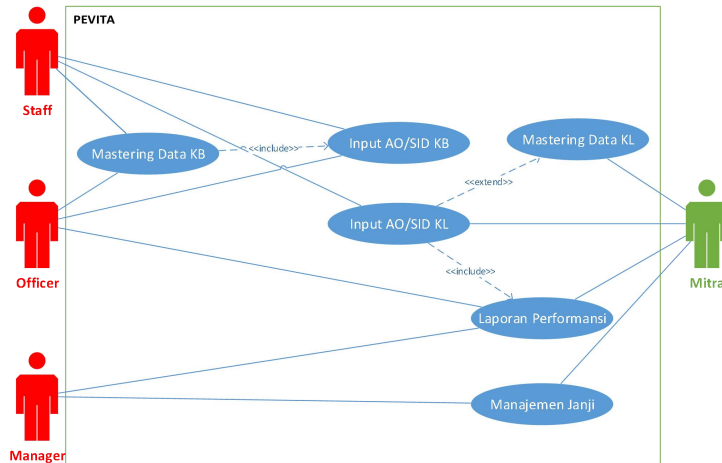 PEVITA
Staff
Mastering Data KB
<<include>>
Input AO/SID KB
Mastering Data KL
<<extend>>
Input AO/SID KL
Officer
<<include>>
Mitra
Laporan Performansi
Manajemen Janji
Manager